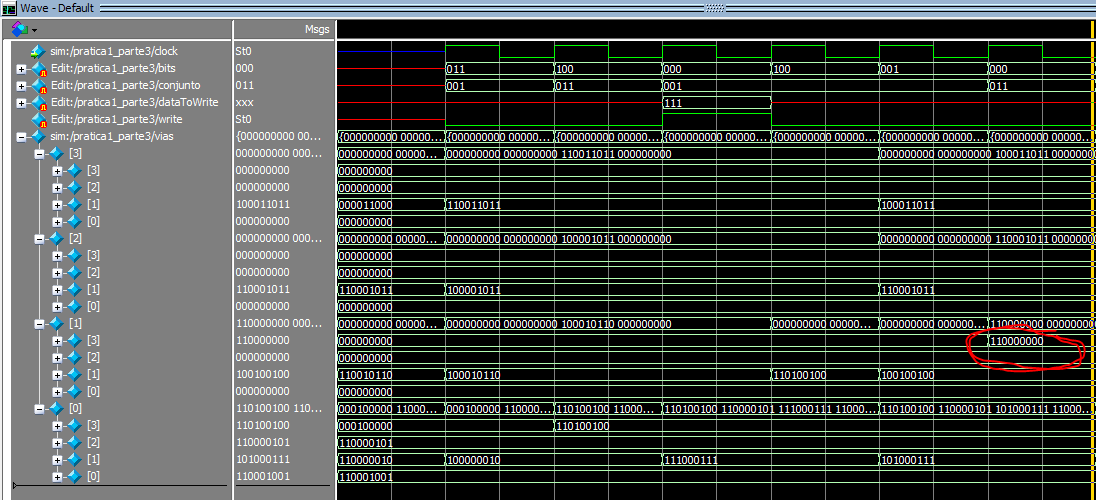 Wave - Default
Msgs
sim:/pratica1_parte3/clock St0
Edit:/pratica1_parte3/bits 000 011 100 000 100 001 000
Edit:/pratica1_parte3/conjunto 011 001 011 001 011
Edit:/pratica1_parte3/dataToWrite xxx 111
Edit:/pratica1_parte3/write St0
sim:/pratica1_parte3/vias {000000000 00... {000000000 00000... {000000000 00000... {000000000 00000... {000000000 00000... {000000000 00000... {000000000 00000... {000000000 00000...
[3] 000000000 000... 000000000 00000... 000000000 000000000 110011011 000000000 000000000 000000000 100011011 000000000
[3] 000000000 000000000
[2] 000000000 000000000
[1] 100011011 000011000 110011011 100011011
[0] 000000000 000000000
[2] 000000000 000... 000000000 00000... 000000000 000000000 100001011 000000000 000000000 000000000 110001011 000000000
[3] 000000000 000000000
[2] 000000000 000000000
[1] 110001011 110001011 100001011 110001011
[0] 000000000 000000000
[1] 110000000 000... 000000000 00000... 000000000 000000000 100010110 000000000 000000000 00000... 000000000 000000... 110000000 000000000
[3] 110000000 000000000 110000000
[2] 000000000 000000000
[1] 100100100 110010110 100010110 110100100 100100100
[0] 000000000 000000000
[0] 110100100 110... 000100000 11000... 000100000 110000... 110100100 11000... 110100100 110000101 111000111 11000... 110100100 110000101 101000111 11000...
[3] 110100100 000100000 110100100
[2] 110000101 110000101
[1] 101000111 110000010 100000010 111000111 101000111
[0] 110001001 110001001